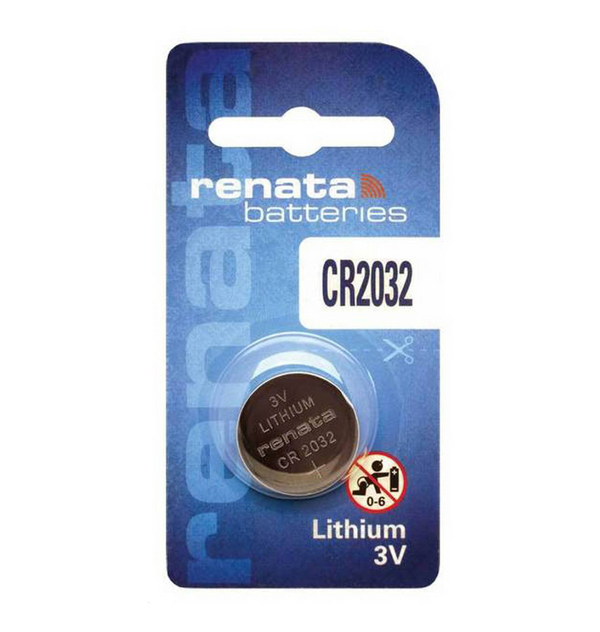 renata
renata
batteries
CR2032
3V
LITHIUM
renata
CR 2032
+
0-6
Lithium
3V